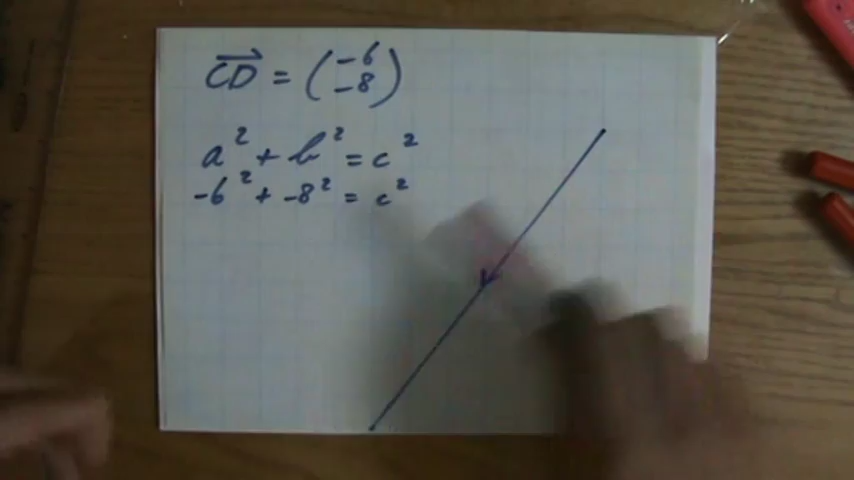 CD⃗ = (-6 -8)
a² + b² = c²
-6² + -8² = c²